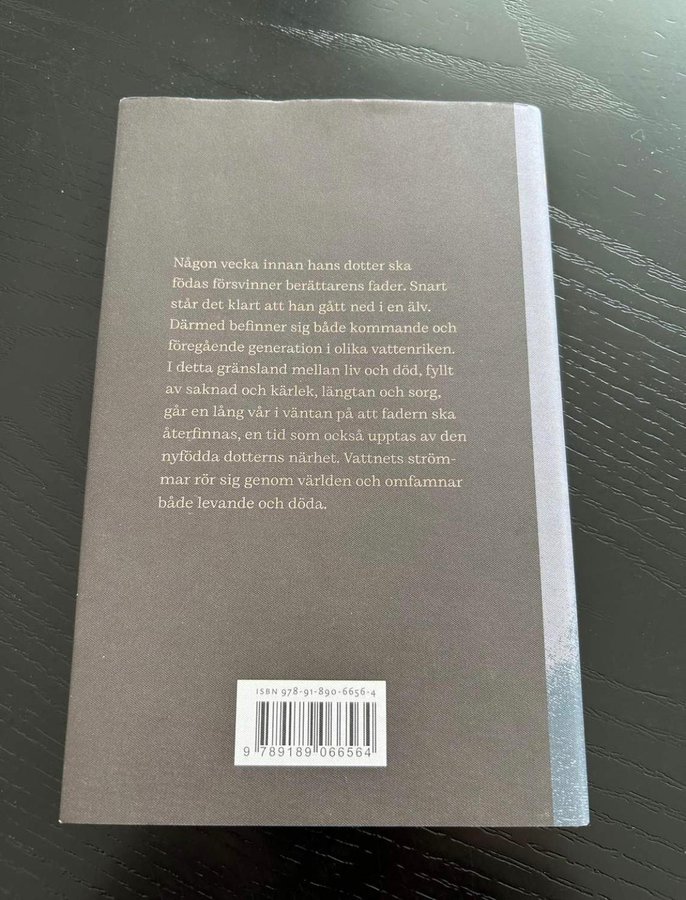 Någon vecka innan hans dotter ska
födas försvinner berättarens fader. Snart
står det klart att han gått ned i en älv.
Därmed befinner sig både kommande och
föregående generation i olika vattenriken.
I detta gränsland mellan liv och död, fyllt
av saknad och kärlek, längtan och sorg,
går en lång vår i väntan på att fadern ska
återfinnas, en tid som också upptas av den
nyfödda dotterns närhet. Vattnets ström-
mar rör sig genom världen och omfamnar
både levande och döda.
ISBN 978-91-890-6656-4
9 789189 066564